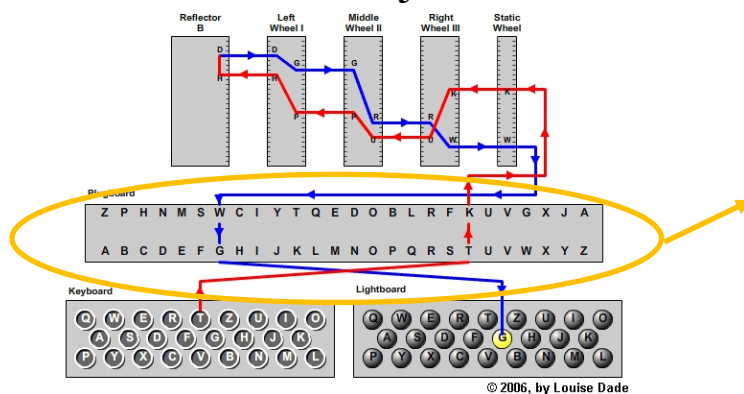 Reflector B
Left Wheel I
Middle Wheel II
Right Wheel III
Static Wheel
D D
G G
H H
K K
P P
R R
U U
W W
Plugboard
Z P H N M S W C I Y T Q E D O B L R F K U V G X J A
A B C D E F G H I J K L M N O P Q R S T U V W X Y Z
Keyboard
Q W E R T Z U I O
A S D F G H J K
P Y X C V B N M L
Lightboard
Q W E R T Z U I O
A S D F G H J K
P Y X C V B N M L
© 2006, by Louise Dade